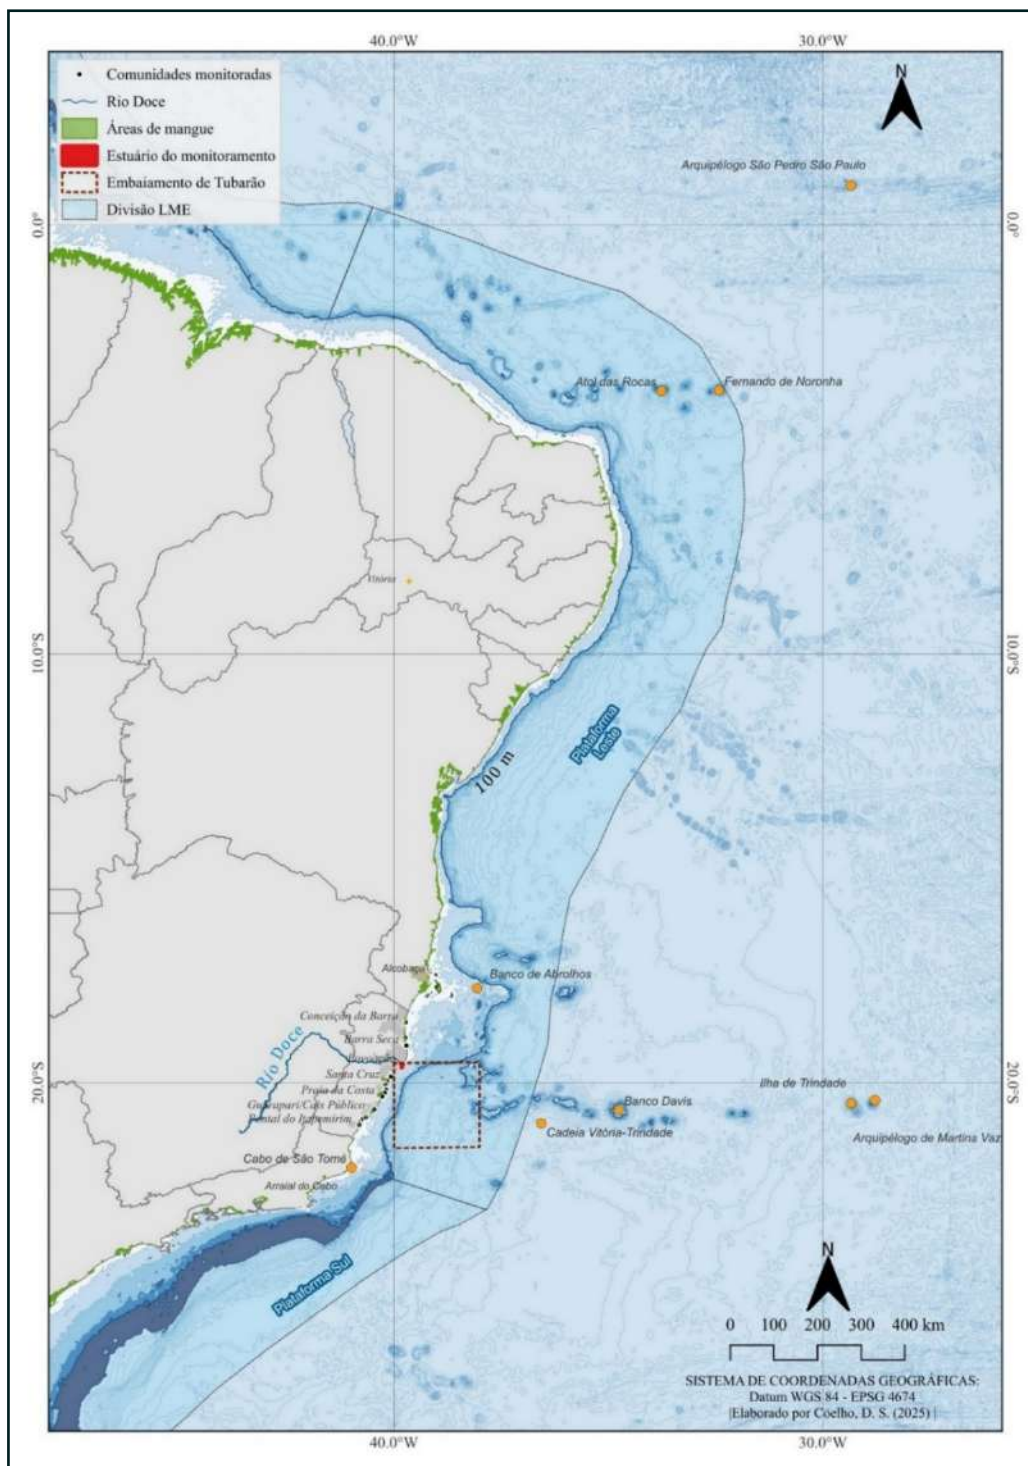 40.0°W
30.0°W
Comunidades monitoradas
Rio Doce
Áreas de mangue
Estuário do monitoramento
Embaiamento de Tubarão
Divisão LME
N
Arquipélogo São Pedro São Paulo
0.0°
0.0°
Atol das Rocas
Fernando de Noronha
Vitória
10.0°S
10.0°S
Plataforma
Leste
100 m
Alcobaça
Banco de Abrolhos
Conceição da Barra
Barra Seca
Rio Doce
Santa Cruz
Praia da Costa
Guarapari/Cais Público
Pontal do Itapemirim
20.0°S
20.0°S
Ilha de Trindade
Banco Davis
Cadeia Vitória-Trindade
Arquipélago de Martins Vaz
Cabo de São Tomé
Arraial do Cabo
Plataforma Sul
N
0 100 200 300 400 km
SISTEMA DE COORDENADAS GEOGRÁFICAS:
Datum WGS 84 - EPSG 4674
|Elaborado por Coelho, D. S. (2025) |
40.0°W
30.0°W